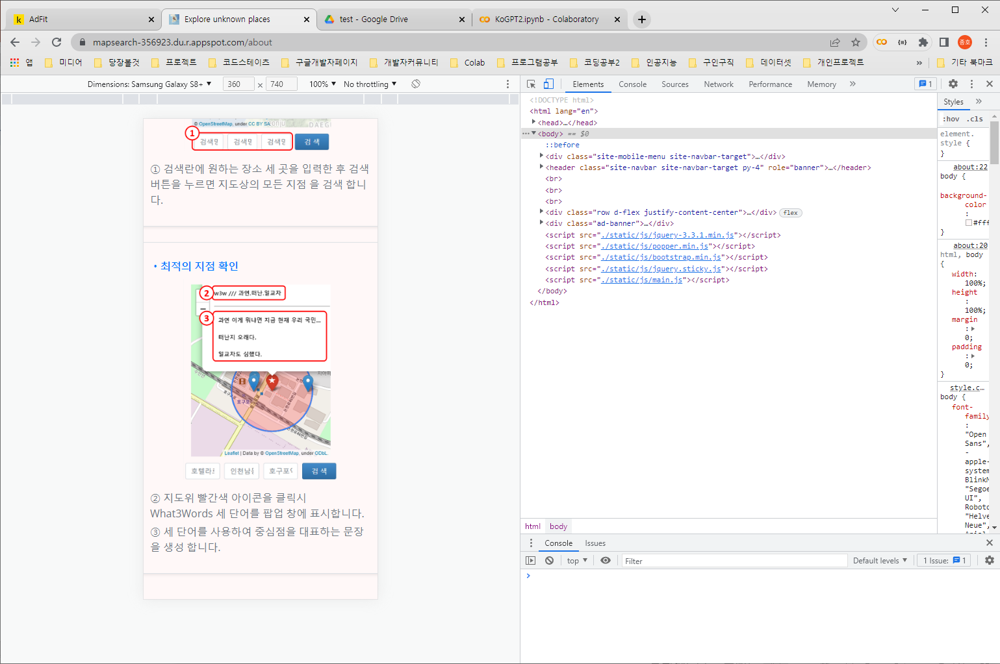 AdFit
Explore unknown places
test - Google Drive
KoGPT2.ipynb - Colaboratory
mapsearch-356923.du.r.appspot.com/about
종호
앱 미디어 당장볼것 프로젝트 코드스테이츠 구글개발자페이지 개발자커뮤니티 Colab 프로그램공부 코딩공부2 인공지능 구인구직 데이터셋 개인프로젝트 » 기타 북마크
Dimensions: Samsung Galaxy S8+ ▼ 360 × 740 100% ▼ No throttling ▼
© OpenStreetMap, under CC BY SA.
DAEG
1
검색
① 검색란에 원하는 장소 세 곳을 입력한 후 검색
버튼을 누르면 지도상의 모든 지점 을 검색 합니
다.
• 최적의 지점 확인
2 w3w /// 과연.떠난.일교차
3 과연 이게 뭐냐면 지금 현재 우리 국민...
떠난지 오래다.
일교차도 심했다.
Leaflet | Data by © OpenStreetMap, under ODbL.
호텔라 인천남동 호구포 검색
② 지도위 빨간색 아이콘을 클릭시
What3Words 세 단어를 팝업 창에 표시합니다.
③ 세 단어를 사용하여 중심점을 대표하는 문장
을 생성 합니다.
Elements Console Sources Network Performance Memory » 1
<!DOCTYPE html>
<html lang="en">
<head>…</head>
<body> == $0
::before
<div class="site-mobile-menu site-navbar-target">…</div>
<header class="site-navbar site-navbar-target py-4" role="banner">…</header>
<br>
<br>
<br>
<div class="row d-flex justify-content-center">…</div> flex
<div class="ad-banner">…</div>
<script src="./static/js/jquery-3.3.1.min.js"></script>
<script src="./static/js/popper.min.js"></script>
<script src="./static/js/bootstrap.min.js"></script>
<script src="./static/js/jquery.sticky.js"></script>
<script src="./static/js/main.js"></script>
</body>
</html>
html body
Styles »
:hov .cls
element.
style {
}
about:22
body {
background-
color
:
#fff
}
about:20
html, body
{
width:
100%;
height
:
100%;
margin
:
0;
padding
:
0;
}
style.c…
body {
font-
family
:
"Open
Sans",
-
apple-
system
BlinkM
"Segoe
UI",
Roboto
"Helve
Neue",
Console Issues
top ▼ Filter Default levels ▼ 1 Issue: 1